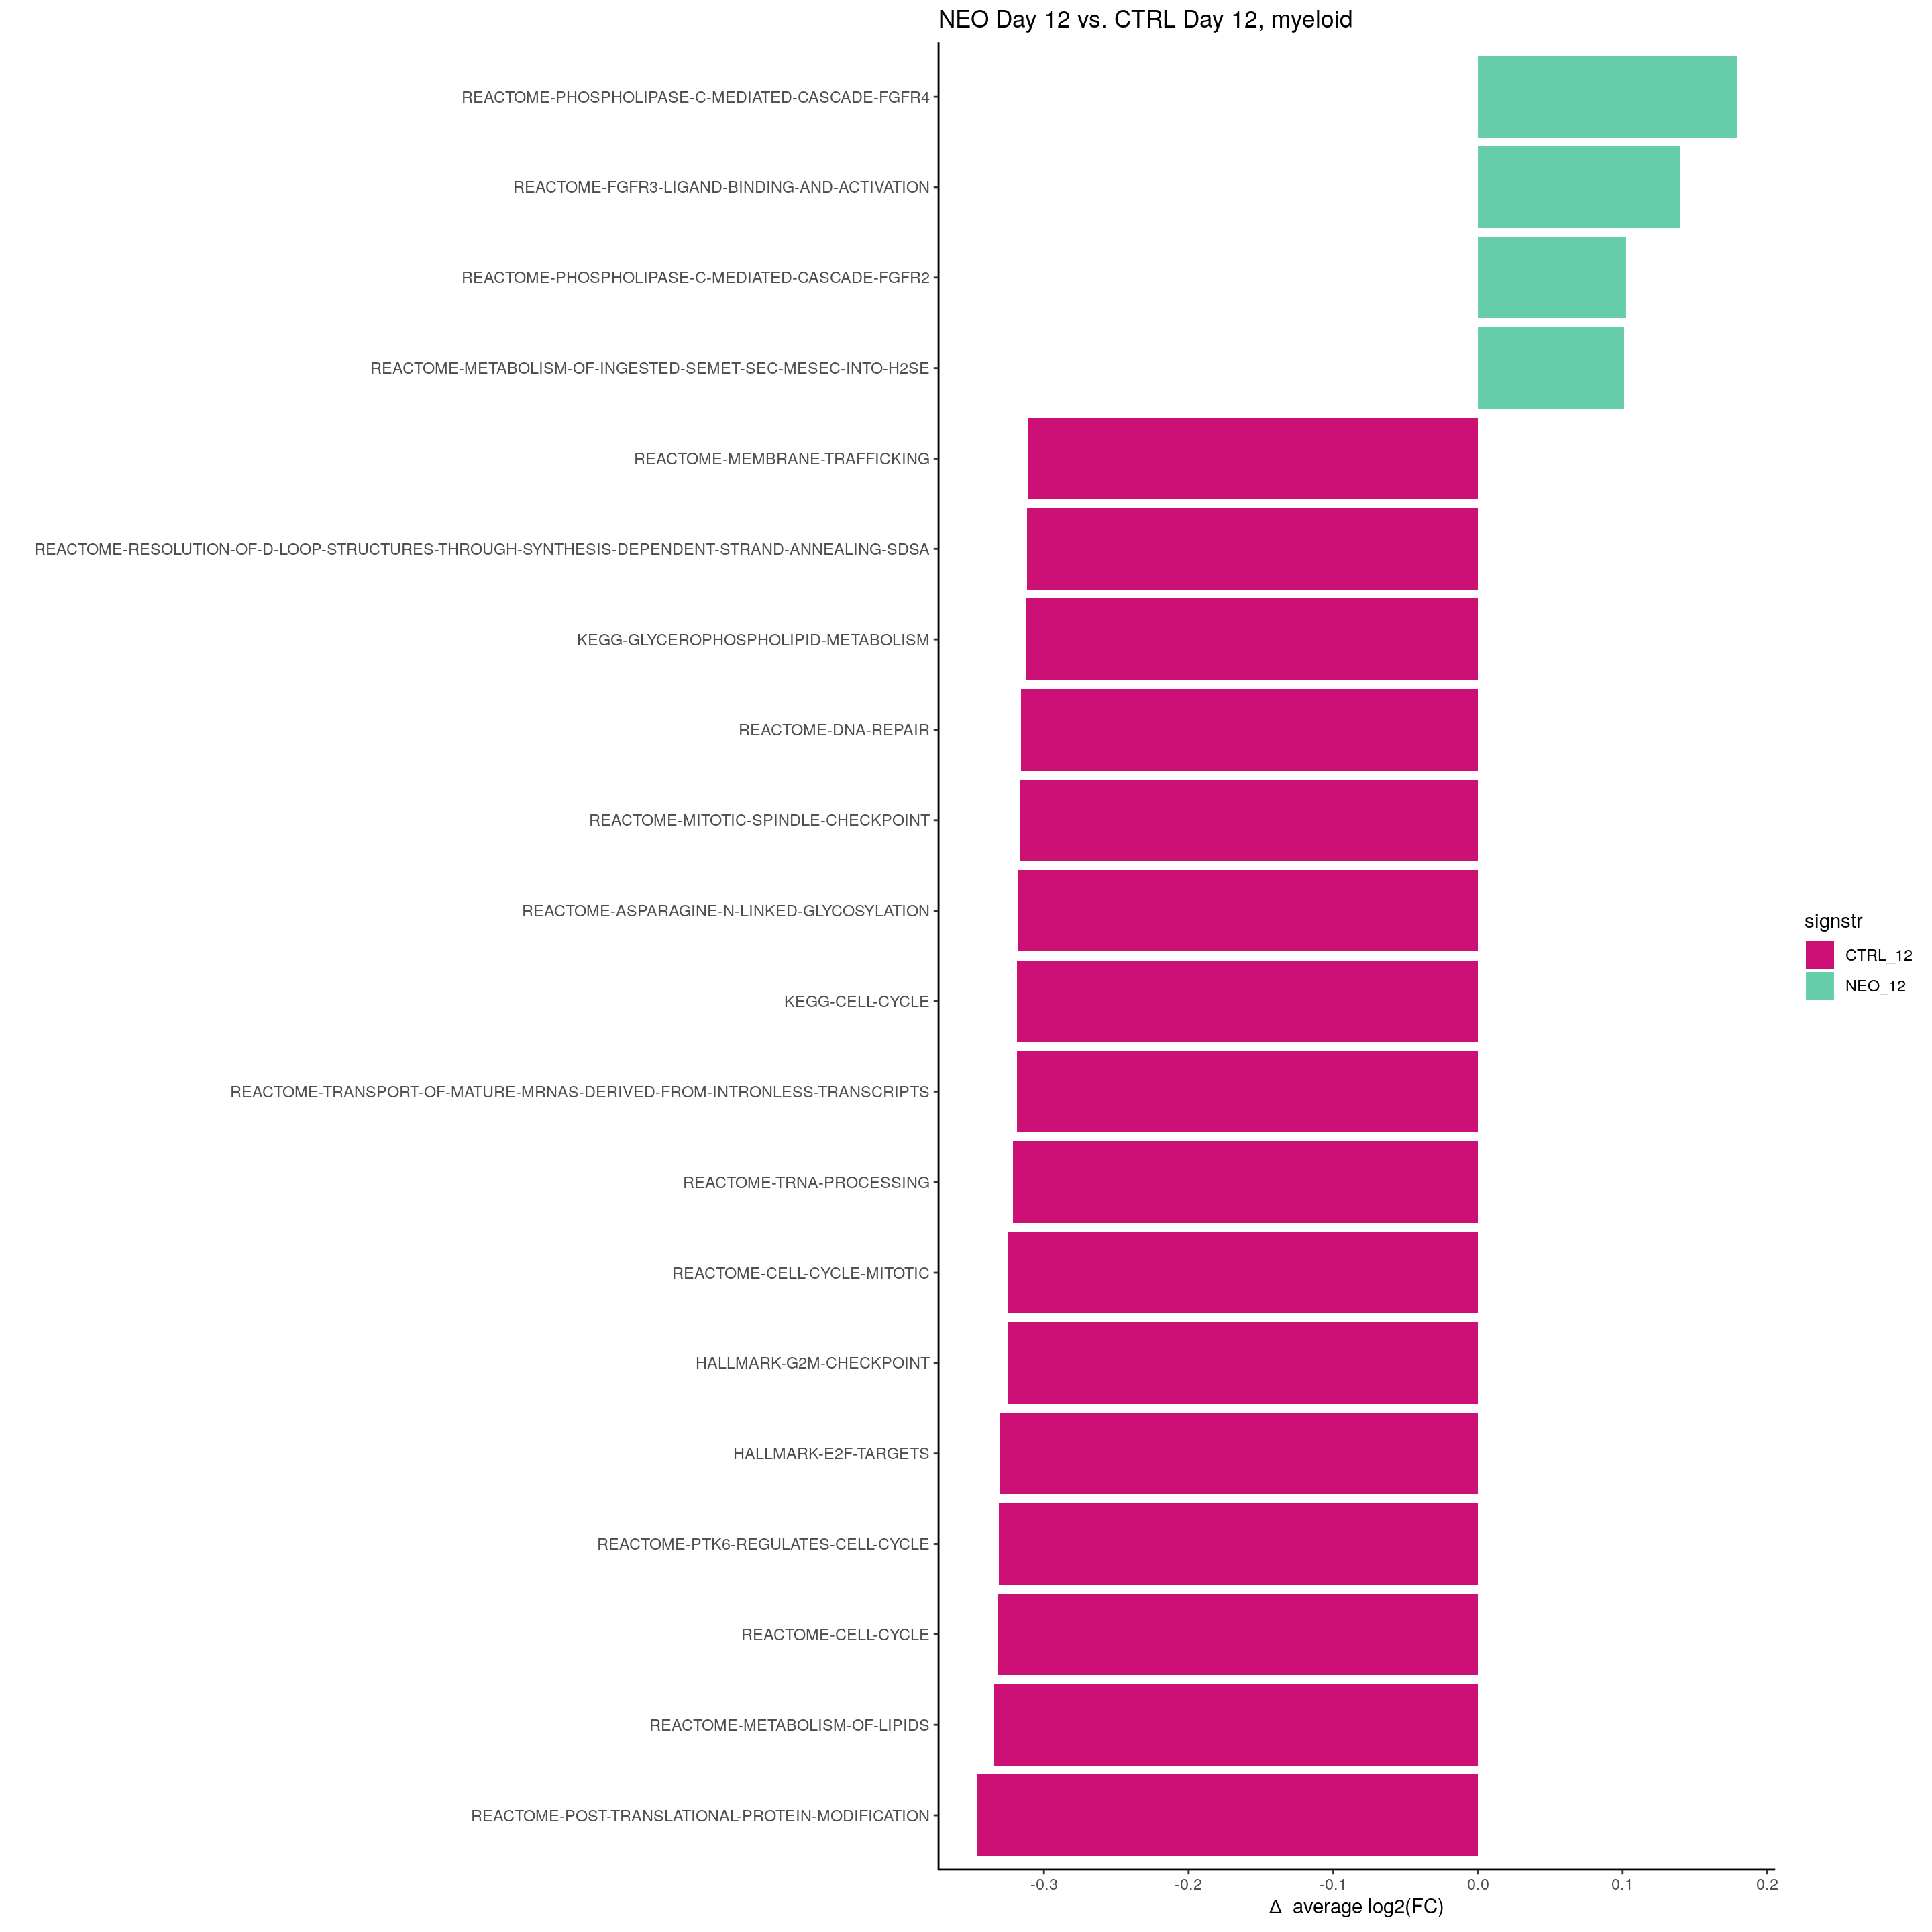 NEO Day 12 vs. CTRL Day 12, myeloid
REACTOME-PHOSPHOLIPASE-C-MEDIATED-CASCADE-FGFR4
REACTOME-FGFR3-LIGAND-BINDING-AND-ACTIVATION
REACTOME-PHOSPHOLIPASE-C-MEDIATED-CASCADE-FGFR2
REACTOME-METABOLISM-OF-INGESTED-SEMET-SEC-MESEC-INTO-H2SE
REACTOME-MEMBRANE-TRAFFICKING
REACTOME-RESOLUTION-OF-D-LOOP-STRUCTURES-THROUGH-SYNTHESIS-DEPENDENT-STRAND-ANNEALING-SDSA
KEGG-GLYCEROPHOSPHOLIPID-METABOLISM
REACTOME-DNA-REPAIR
REACTOME-MITOTIC-SPINDLE-CHECKPOINT
REACTOME-ASPARAGINE-N-LINKED-GLYCOSYLATION
KEGG-CELL-CYCLE
REACTOME-TRANSPORT-OF-MATURE-MRNAS-DERIVED-FROM-INTRONLESS-TRANSCRIPTS
REACTOME-TRNA-PROCESSING
REACTOME-CELL-CYCLE-MITOTIC
HALLMARK-G2M-CHECKPOINT
HALLMARK-E2F-TARGETS
REACTOME-PTK6-REGULATES-CELL-CYCLE
REACTOME-CELL-CYCLE
REACTOME-METABOLISM-OF-LIPIDS
REACTOME-POST-TRANSLATIONAL-PROTEIN-MODIFICATION
-0.3 -0.2 -0.1 0.0 0.1 0.2
Δ average log2(FC)
signstr
CTRL_12
NEO_12